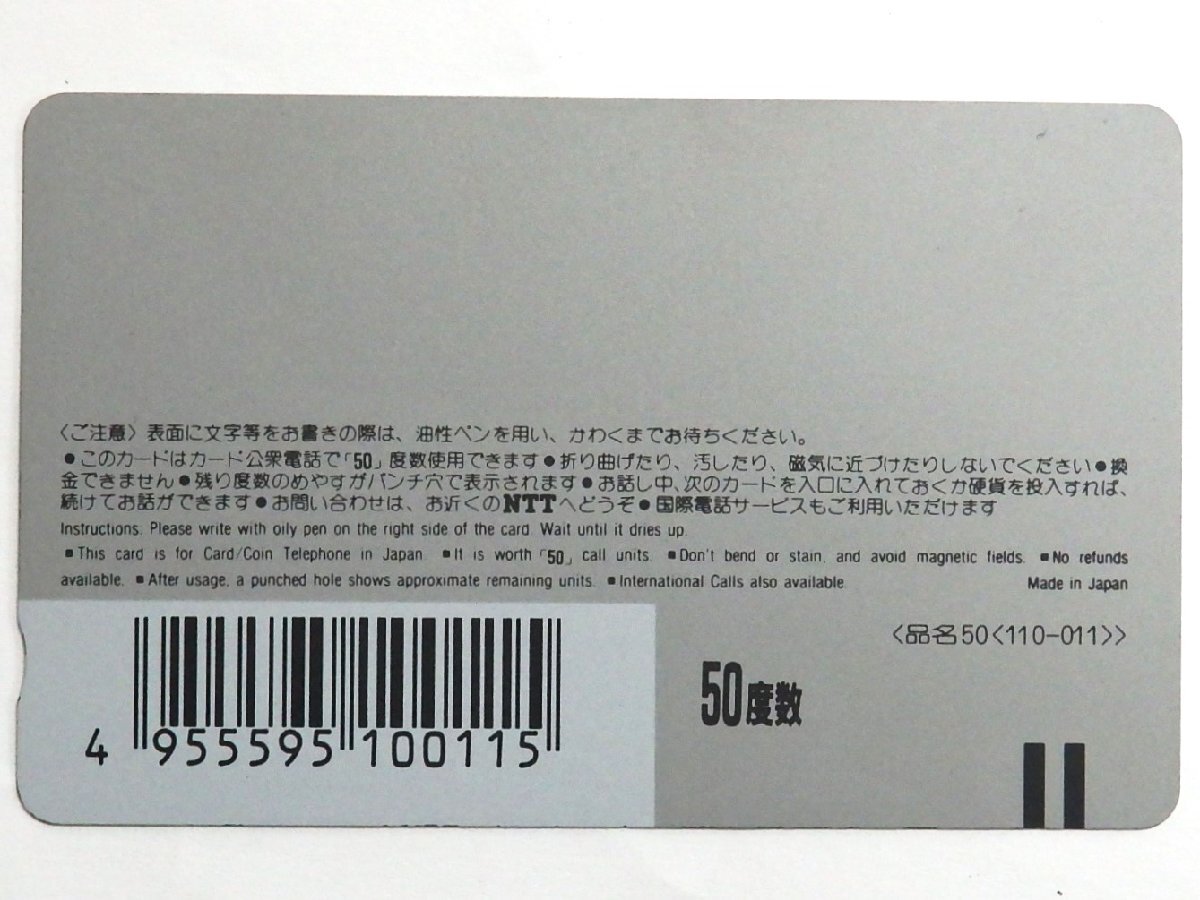 〈ご注意〉表面に文字等をお書きの際は、油性ペンを用い、かわくまでお待ちください。
●このカードはカード公衆電話で「50」度数使用できます●折り曲げたり、汚したり、磁気に近づけたりしないでください●換
金できません●残り度数のめやすがパンチ穴で表示されます●お話し中、次のカードを入口に入れておくか硬貨を投入すれば、
続けてお話ができます●お問い合わせは、お近くのNTTへどうぞ●国際電話サービスもご利用いただけます
Instructions. Please write with oily pen on the right side of the card. Wait until it dries up.
■This card is for Card/Coin Telephone in Japan. ■It is worth「50」call units. ■Don't bend or stain, and avoid magnetic fields. ■No refunds
available. ■After usage, a punched hole shows approximate remaining units. ■International Calls also available. Made in Japan
〈品名50〈110-011〉〉
50度数
4 955595 100115